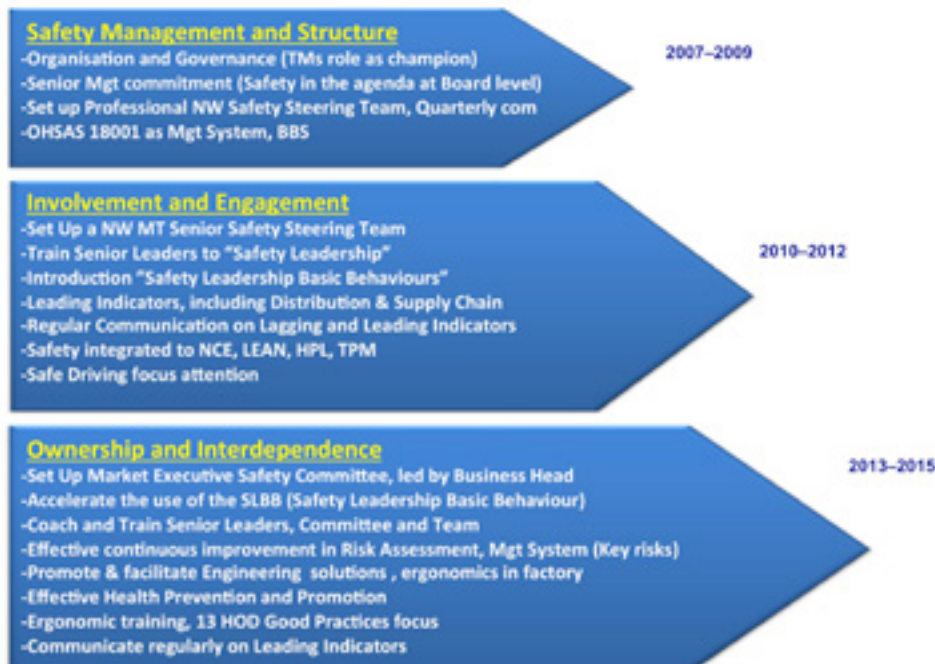 Safety Management and Structure
-Organisation and Governance (TMs role as champion)
-Senior Mgt commitment (Safety in the agenda at Board level)
-Set up Professional NW Safety Steering Team, Quarterly com
-OHSAS 18001 as Mgt System, BBS
2007–2009
Involvement and Engagement
-Set Up a NW MT Senior Safety Steering Team
-Train Senior Leaders to "Safety Leadership"
-Introduction "Safety Leadership Basic Behaviours"
-Leading Indicators, including Distribution & Supply Chain
-Regular Communication on Lagging and Leading Indicators
-Safety integrated to NCE, LEAN, HPL, TPM
-Safe Driving focus attention
2010–2012
Ownership and Interdependence
-Set Up Market Executive Safety Committee, led by Business Head
-Accelerate the use of the SLBB (Safety Leadership Basic Behaviour)
-Coach and Train Senior Leaders, Committee and Team
-Effective continuous improvement in Risk Assessment, Mgt System (Key risks)
-Promote & facilitate Engineering solutions , ergonomics in factory
-Effective Health Prevention and Promotion
-Ergonomic training, 13 HOD Good Practices focus
-Communicate regularly on Leading Indicators
2013–2015